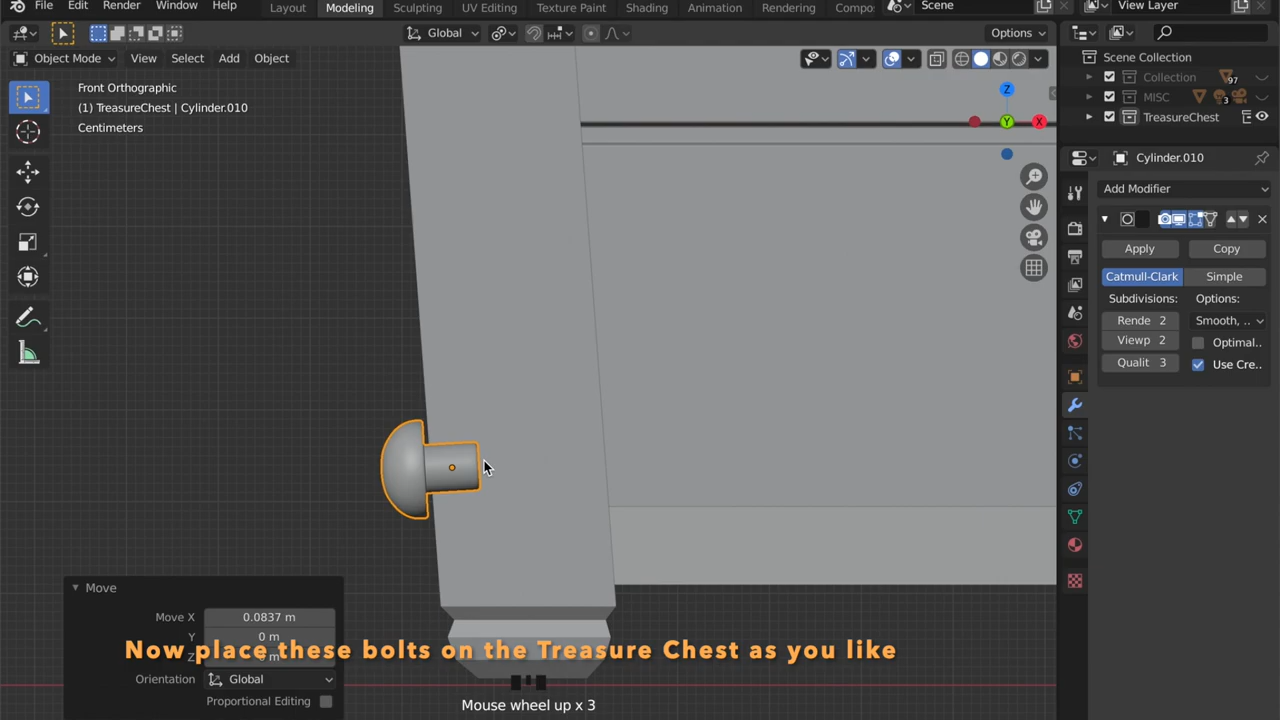 File Edit Render Window Help Layout Modeling Sculpting UV Editing Texture Paint Shading Animation Rendering Scene View Layer
Global Options
Object Mode View Select Add Object
Front Orthographic
(1) TreasureChest | Cylinder.010
Centimeters
Z
Y X
Scene Collection
Collection 97
MISC 3
TreasureChest
Cylinder.010
Add Modifier
Apply Copy
Catmull-Clark Simple
Subdivisions: Options:
Rende 2 Smooth, ..
Viewp 2 Optimal..
Qualit 3 Use Cre..
Move
Move X 0.0837 m
Y 0 m
Now place these bolts on the Treasure Chest as you like
Orientation Global
Proportional Editing
Mouse wheel up x 3